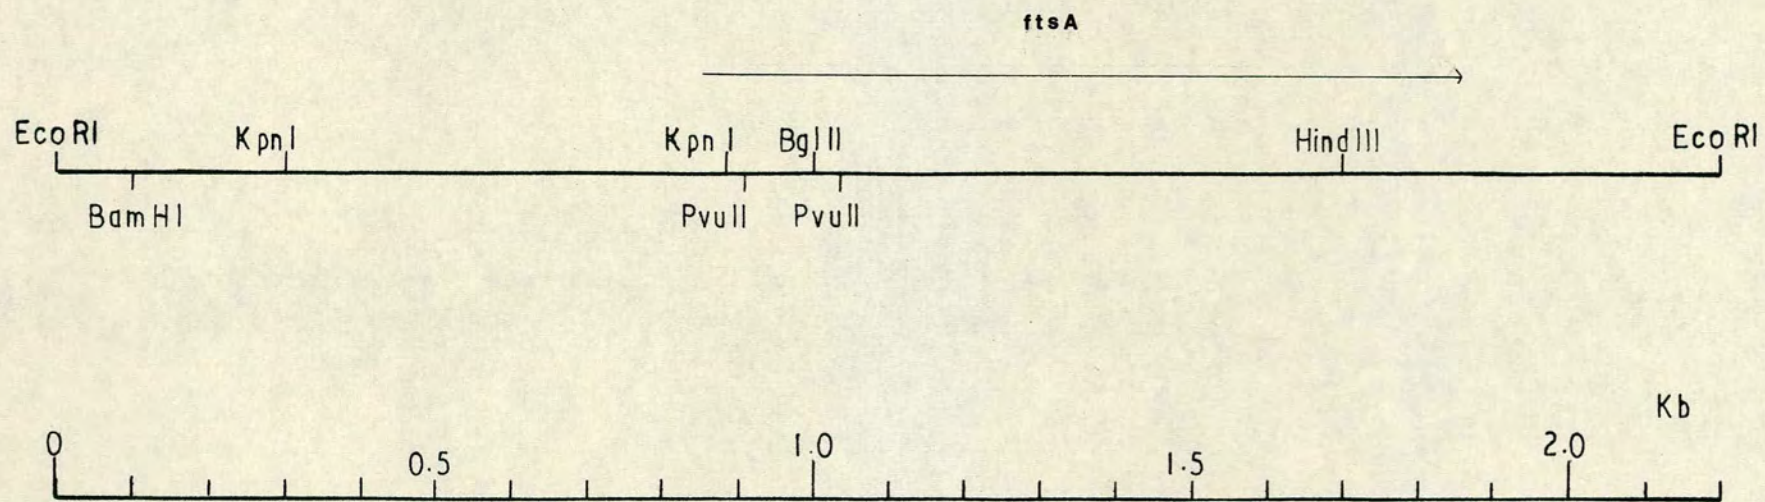 ftsA
EcoRI KpnI KpnI BglII HindIII EcoRI
BamHI PvuII PvuII
Kb
0 0.5 1.0 1.5 2.0